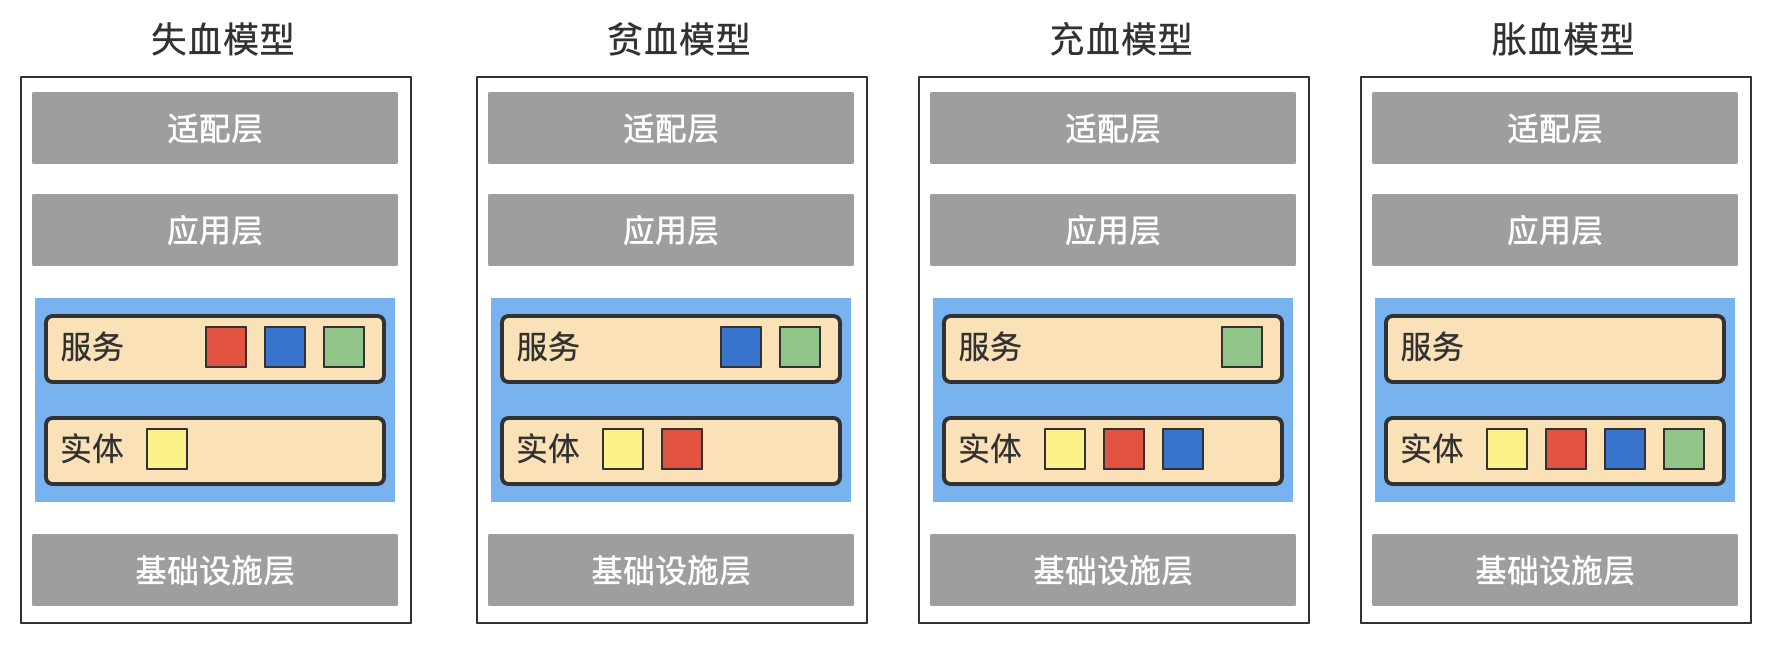 失血模型
适配层
应用层
服务
实体
基础设施层
贫血模型
适配层
应用层
服务
实体
基础设施层
充血模型
适配层
应用层
服务
实体
基础设施层
胀血模型
适配层
应用层
服务
实体
基础设施层